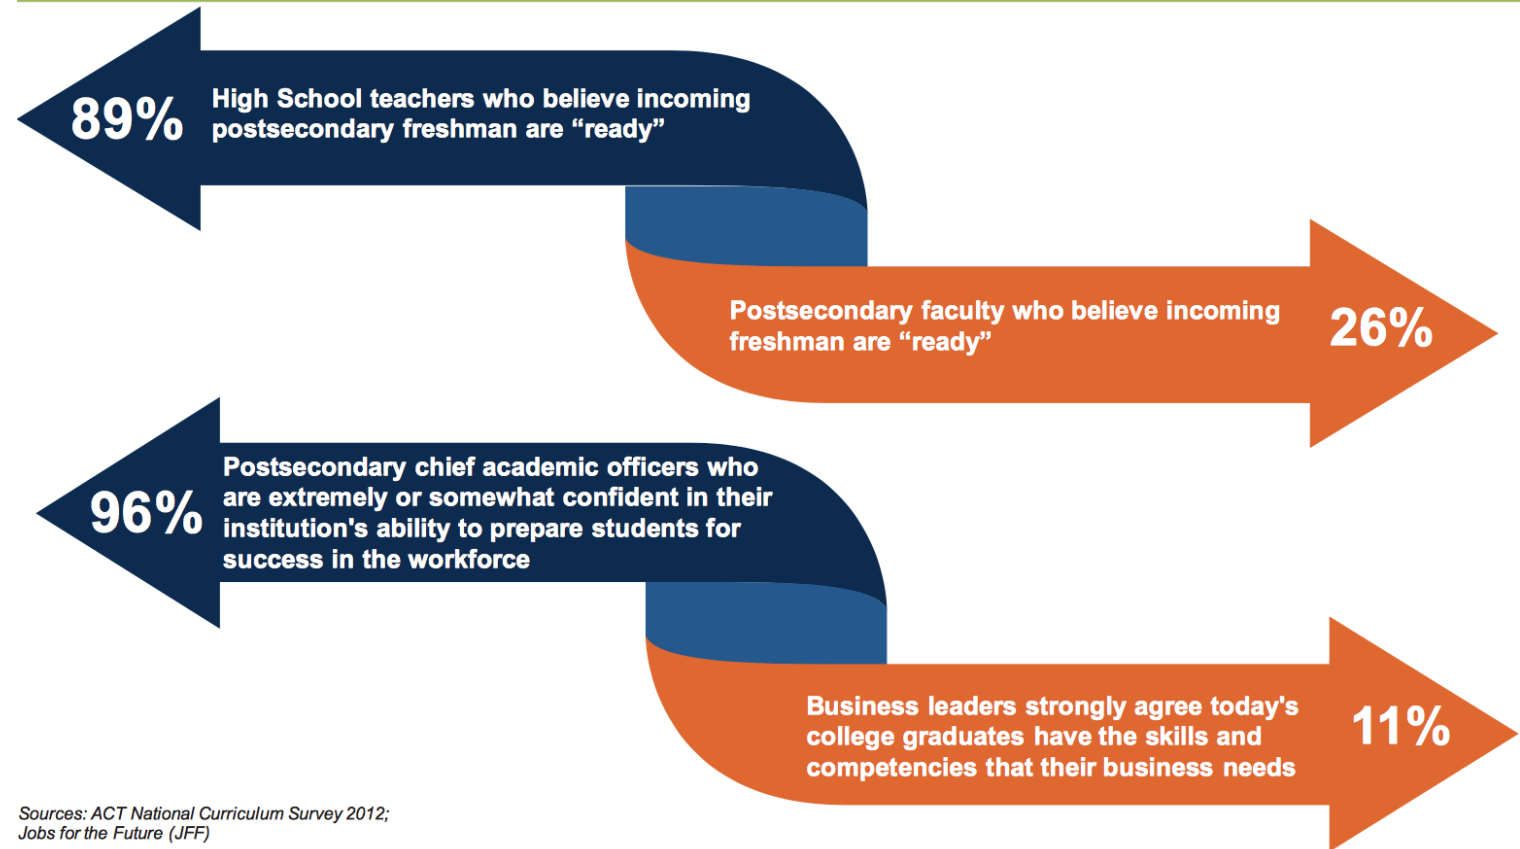 89%
High School teachers who believe incoming
postsecondary freshman are “ready”
Postsecondary faculty who believe incoming
freshman are “ready”
26%
96%
Postsecondary chief academic officers who
are extremely or somewhat confident in their
institution's ability to prepare students for
success in the workforce
Business leaders strongly agree today's
college graduates have the skills and
competencies that their business needs
11%
Sources: ACT National Curriculum Survey 2012;
Jobs for the Future (JFF)